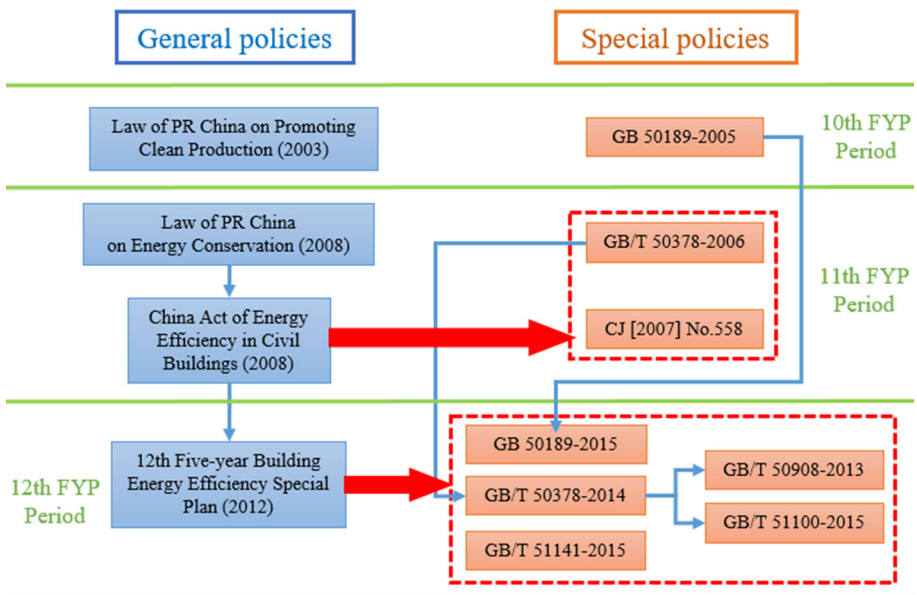 General policies
Special policies
Law of PR China on Promoting
Clean Production (2003)
GB 50189-2005
10th FYP
Period
Law of PR China
on Energy Conservation (2008)
GB/T 50378-2006
11th FYP
Period
China Act of Energy
Efficiency in Civil
Buildings (2008)
CJ [2007] No.558
12th FYP
Period
12th Five-year Building
Energy Efficiency Special
Plan (2012)
GB 50189-2015
GB/T 50378-2014
GB/T 51141-2015
GB/T 50908-2013
GB/T 51100-2015